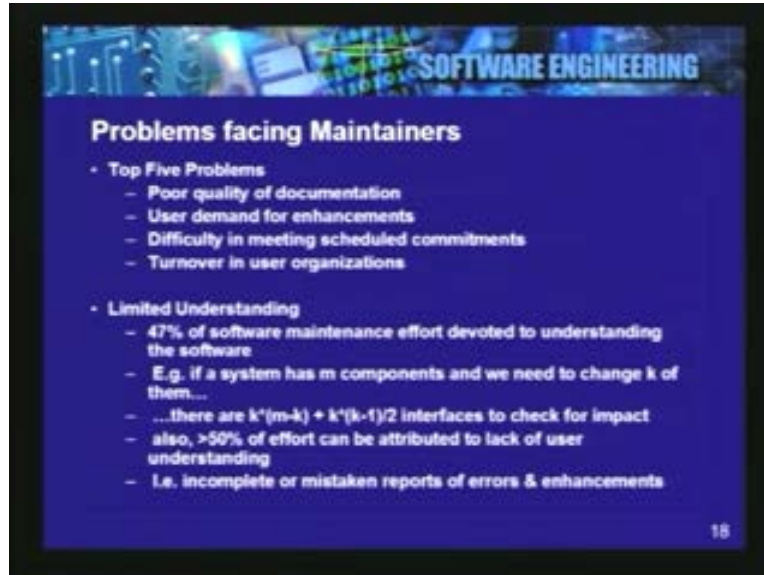 SOFTWARE ENGINEERING
Problems facing Maintainers
• Top Five Problems
– Poor quality of documentation
– User demand for enhancements
– Difficulty in meeting scheduled commitments
– Turnover in user organizations
• Limited Understanding
– 47% of software maintenance effort devoted to understanding
the software
– E.g. if a system has m components and we need to change k of
them...
– ...there are k*(m-k) + k*(k-1)/2 interfaces to check for impact
– also, >50% of effort can be attributed to lack of user
understanding
– I.e. incomplete or mistaken reports of errors & enhancements
18